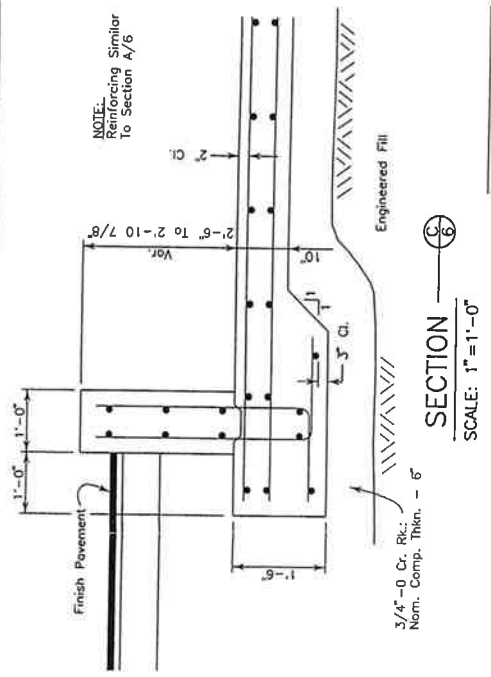 NOTE:
Reinforcing Similar
To Section A/6
2" Cl.
Var.
2'-6" To 2'-10 7/8"
10"
1'-0"
1'-0"
Finish Pavement
1'-6"
3" Cl.
1
1
Engineered Fill
3/4"-0 Cr. Rk.:
Nom. Comp. Thkn. - 6"
SECTION
C
6
SCALE: 1"=1'-0"